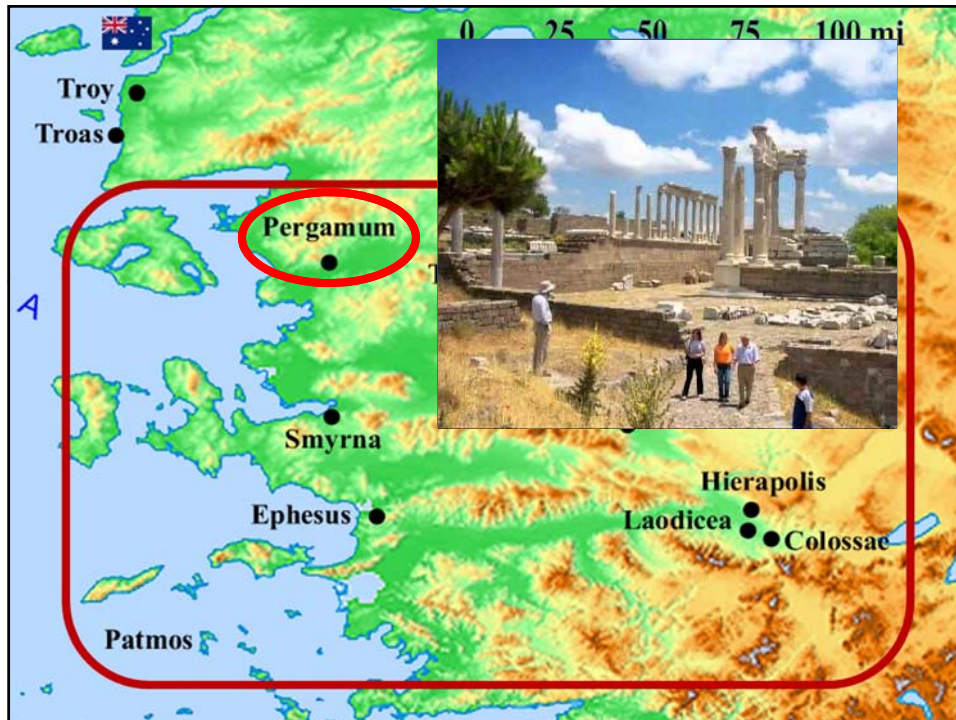 0 25 50 75 100 mi
Troy
Troas
Pergamum
T
A
Smyrna
Ephesus
Hierapolis
Laodicea
Colossae
Patmos